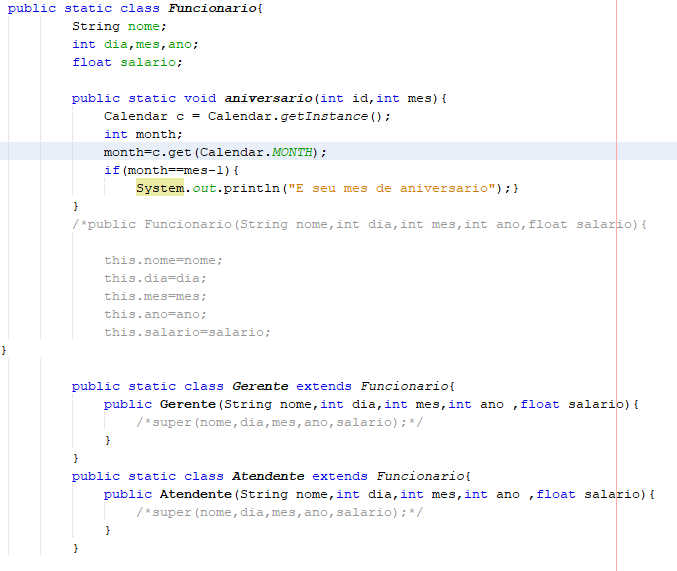 public static class Funcionario{
String nome;
int dia,mes,ano;
float salario;
public static void aniversario(int id,int mes){
Calendar c = Calendar.getInstance();
int month;
month=c.get(Calendar.MONTH);
if(month==mes-1){
System.out.println("E seu mes de aniversario");}
}
/*public Funcionario(String nome,int dia,int mes,int ano,float salario){
this.nome=nome;
this.dia=dia;
this.mes=mes;
this.ano=ano;
this.salario=salario;
}
public static class Gerente extends Funcionario{
public Gerente(String nome,int dia,int mes,int ano ,float salario){
/*super(nome,dia,mes,ano,salario);*/
}
}
public static class Atendente extends Funcionario{
public Atendente(String nome,int dia,int mes,int ano ,float salario){
/*super(nome,dia,mes,ano,salario);*/
}
}